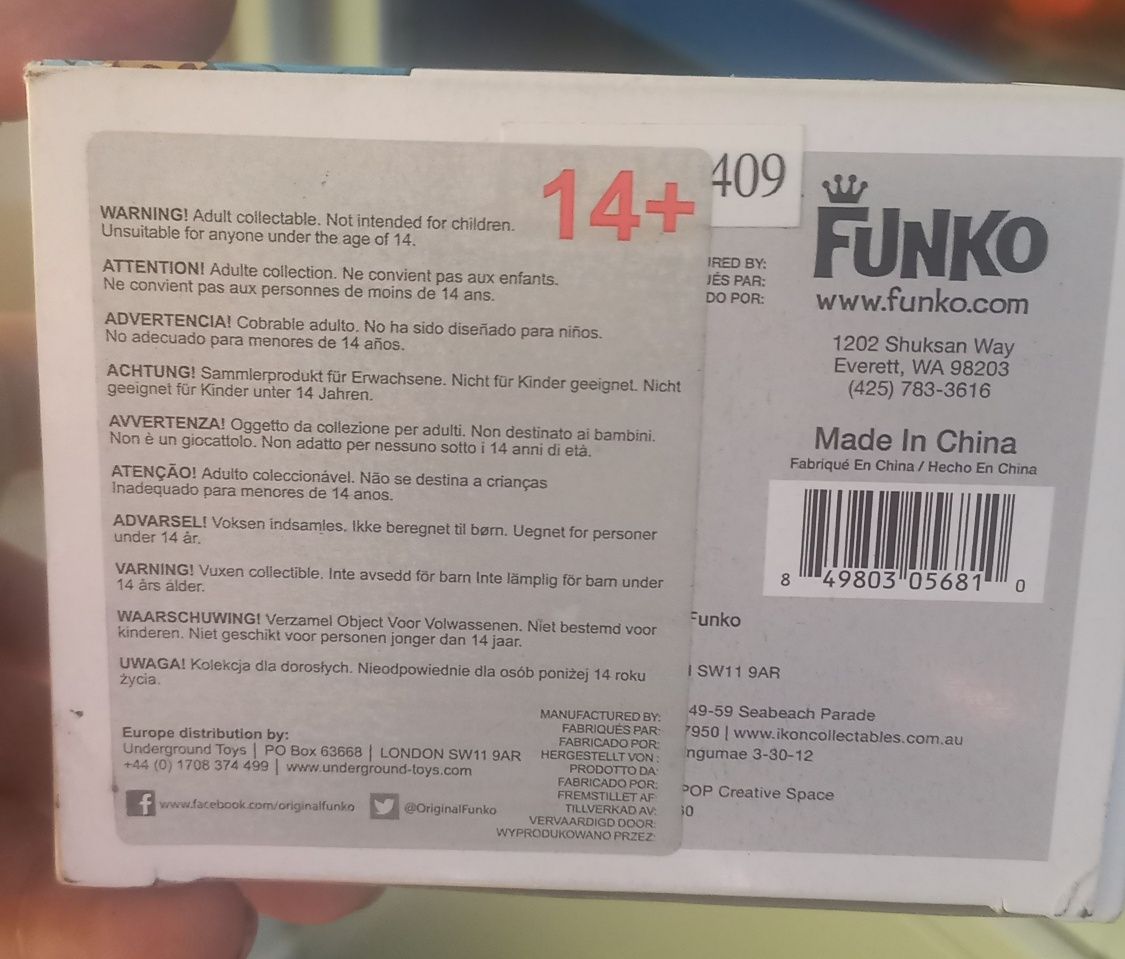 WARNING! Adult collectable. Not intended for children.
Unsuitable for anyone under the age of 14.
14+
ATTENTION! Adulte collection. Ne convient pas aux enfants.
Ne convient pas aux personnes de moins de 14 ans.
ADVERTENCIA! Cobrable adulto. No ha sido diseñado para niños.
No adecuado para menores de 14 años.
ACHTUNG! Sammlerprodukt für Erwachsene. Nicht für Kinder geeignet. Nicht
geeignet für Kinder unter 14 Jahren.
AVVERTENZA! Oggetto da collezione per adulti. Non destinato ai bambini.
Non è un giocattolo. Non adatto per nessuno sotto i 14 anni di età.
ATENÇÃO! Adulto coleccionável. Não se destina a crianças
Inadequado para menores de 14 anos.
ADVARSEL! Voksen indsamles. Ikke beregnet til børn. Uegnet for personer
under 14 år.
VARNING! Vuxen collectible. Inte avsedd för barn Inte lämplig för barn under
14 års ålder.
WAARSCHUWING! Verzamel Object Voor Volwassenen. Niet bestemd voor
kinderen. Niet geschikt voor personen jonger dan 14 jaar.
UWAGA! Kolekcja dla dorosłych. Nieodpowiednie dla osób poniżej 14 roku
życia.
Europe distribution by:
Underground Toys | PO Box 63668 | LONDON SW11 9AR
+44 (0) 1708 374 499 | www.underground-toys.com
f www.facebook.com/originalfunko @OriginalFunko
MANUFACTURED BY:
FABRIQUÉS PAR:
FABRICADO POR:
HERGESTELLT VON :
PRODOTTO DA:
FABRICADO POR:
FREMSTILLET AF:
TILLVERKAD AV:
VERVAARDIGD DOOR:
WYPRODUKOWANO PRZEZ:
409
RED BY:
ÉS PAR:
DO POR:
FUNKO
www.funko.com
1202 Shuksan Way
Everett, WA 98203
(425) 783-3616
Made In China
Fabriqué En China / Hecho En China
8 49803 05681 0
Funko
SW11 9AR
49-59 Seabeach Parade
7950 | www.ikoncollectables.com.au
ngumae 3-30-12
POP Creative Space